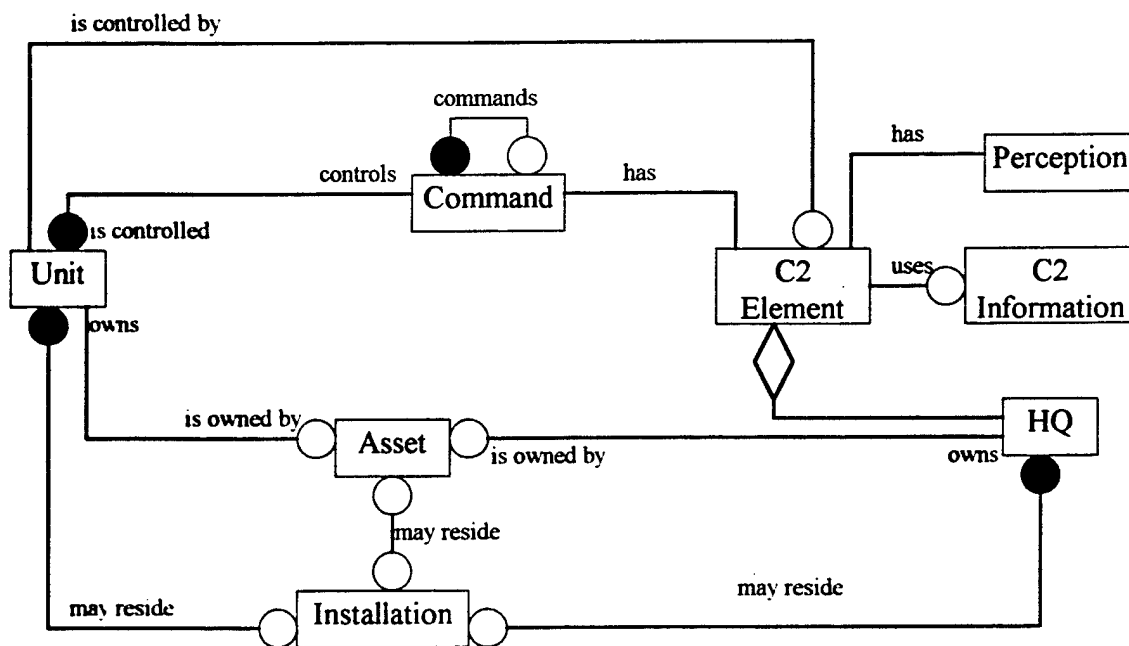 is controlled by
commands
has
Perception
controls
Command
has
is controlled
Unit
C2
Element
uses
C2
Information
owns
is owned by
Asset
is owned by
HQ
owns
may reside
may reside
Installation
may reside